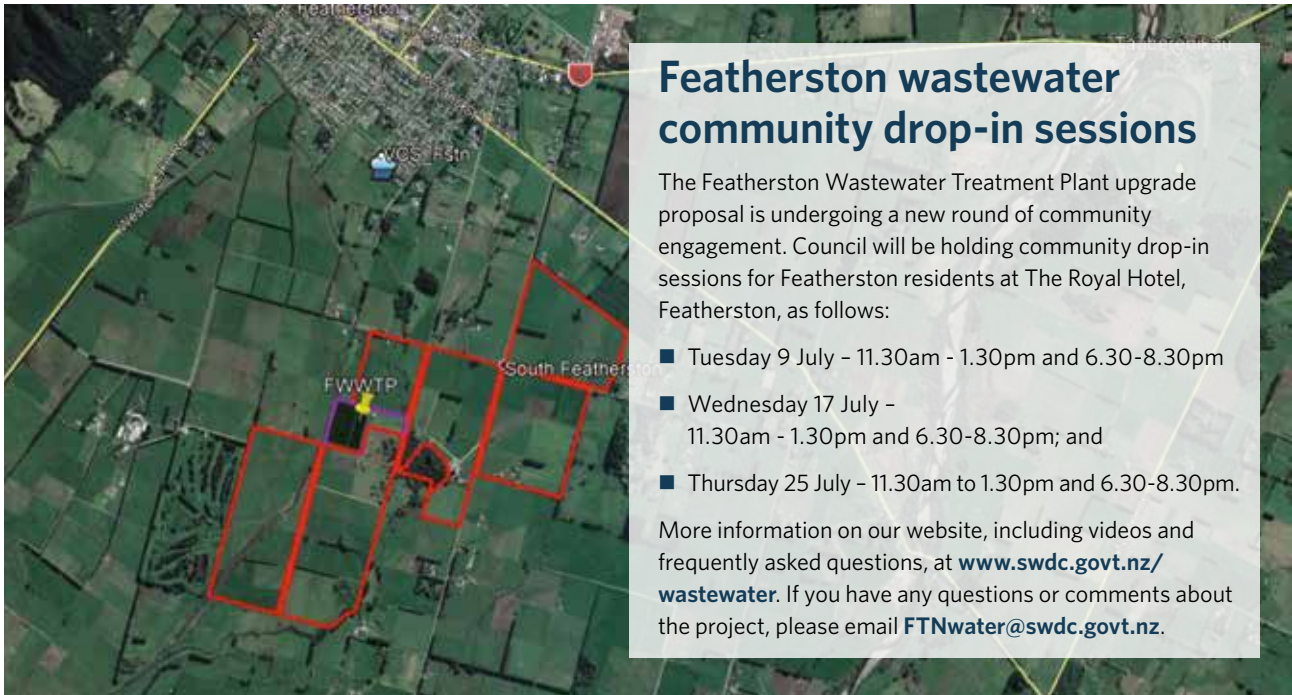 Featherston
Featherston wastewater
community drop-in sessions
The Featherston Wastewater Treatment Plant upgrade
proposal is undergoing a new round of community
engagement. Council will be holding community drop-in
sessions for Featherston residents at The Royal Hotel,
Featherston, as follows:
■ Tuesday 9 July – 11.30am - 1.30pm and 6.30-8.30pm
■ Wednesday 17 July –
11.30am - 1.30pm and 6.30-8.30pm; and
■ Thursday 25 July – 11.30am to 1.30pm and 6.30-8.30pm.
More information on our website, including videos and
frequently asked questions, at www.swdc.govt.nz/
wastewater. If you have any questions or comments about
the project, please email FTNwater@swdc.govt.nz.
South Featherston
FWWTP